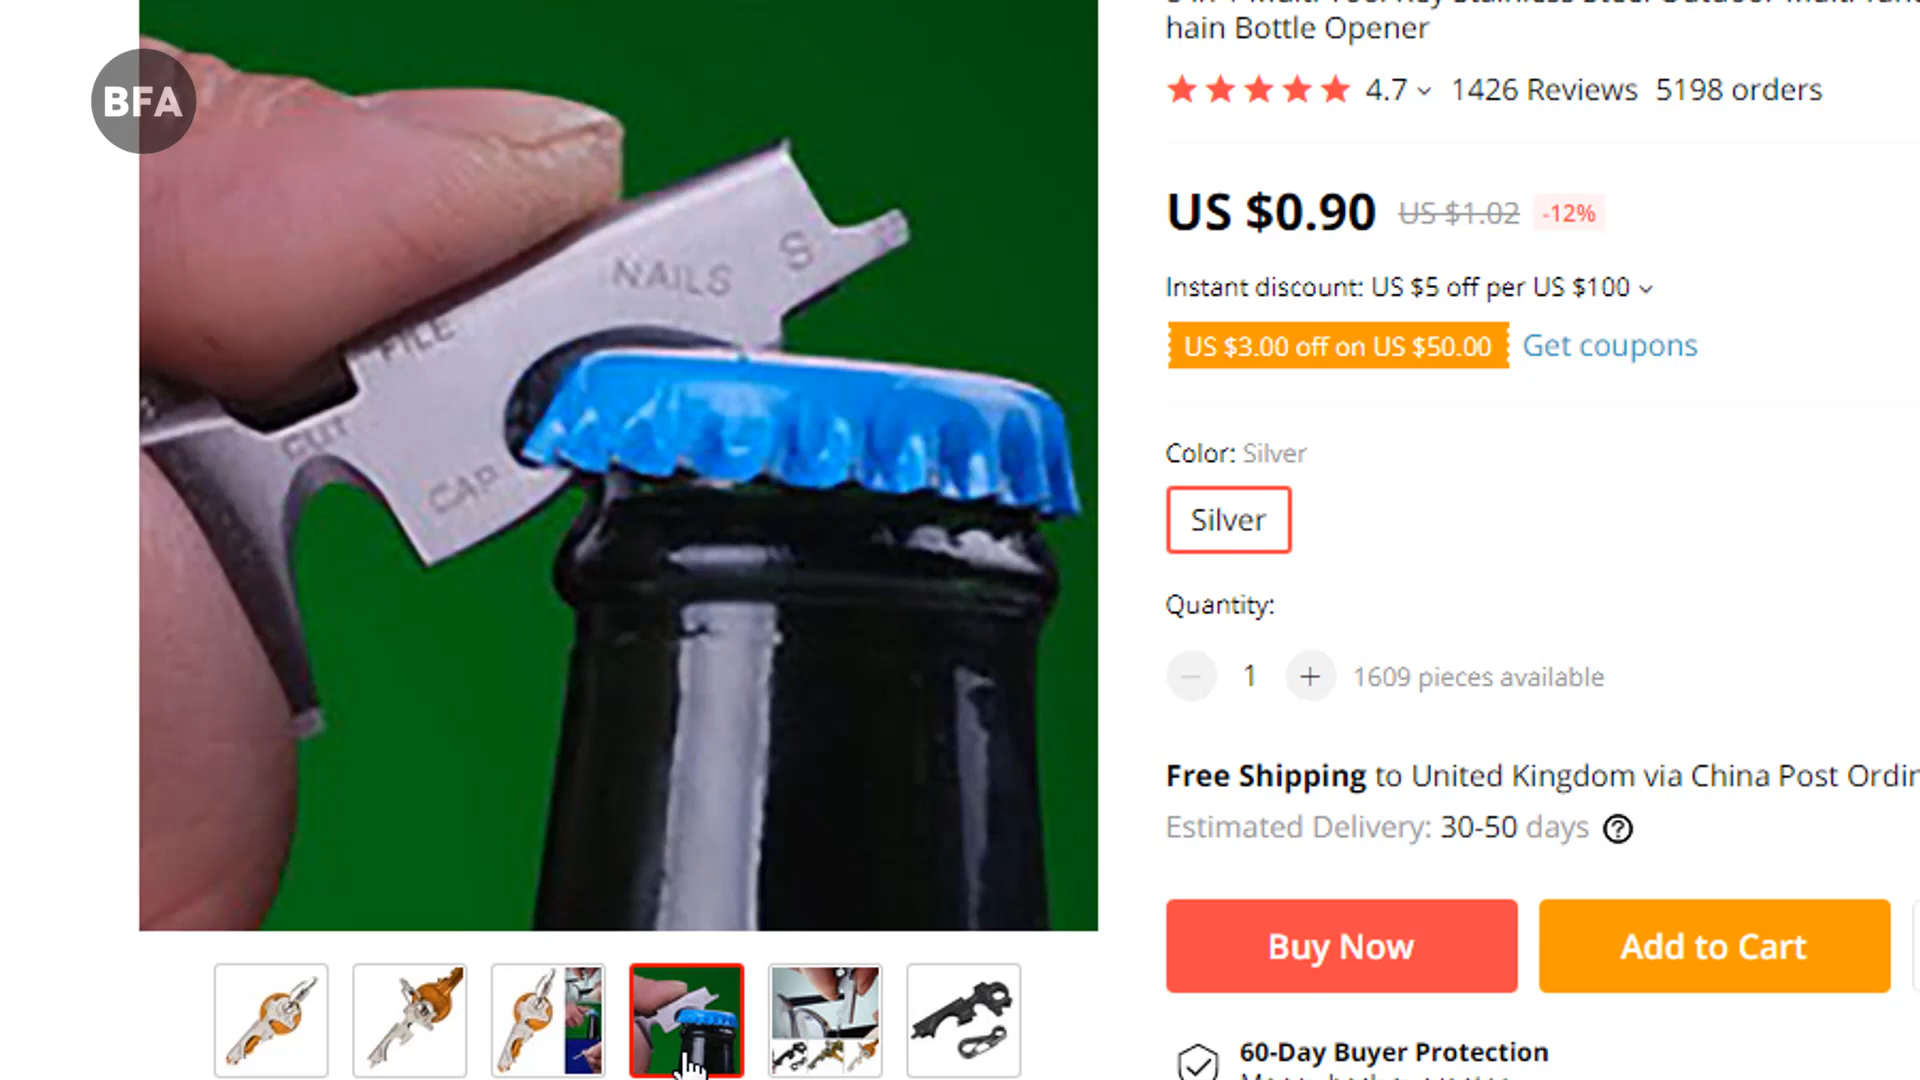 BFA
hain Bottle Opener
4.7 1426 Reviews 5198 orders
US $0.90 US $1.02 -12%
Instant discount: US $5 off per US $100
US $3.00 off on US $50.00 Get coupons
Color: Silver
Silver
Quantity:
1 1609 pieces available
Free Shipping to United Kingdom via China Post Ordin
Estimated Delivery: 30-50 days
Buy Now Add to Cart
60-Day Buyer Protection
NAILS S
FILE
CUT
CAP